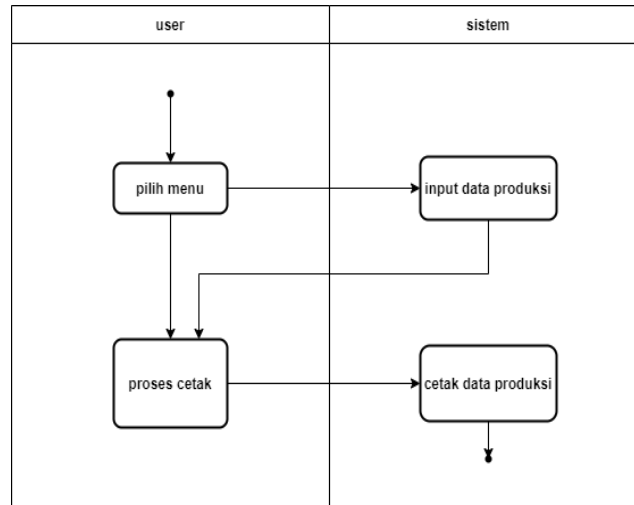 user
sistem
pilih menu
input data produksi
proses cetak
cetak data produksi